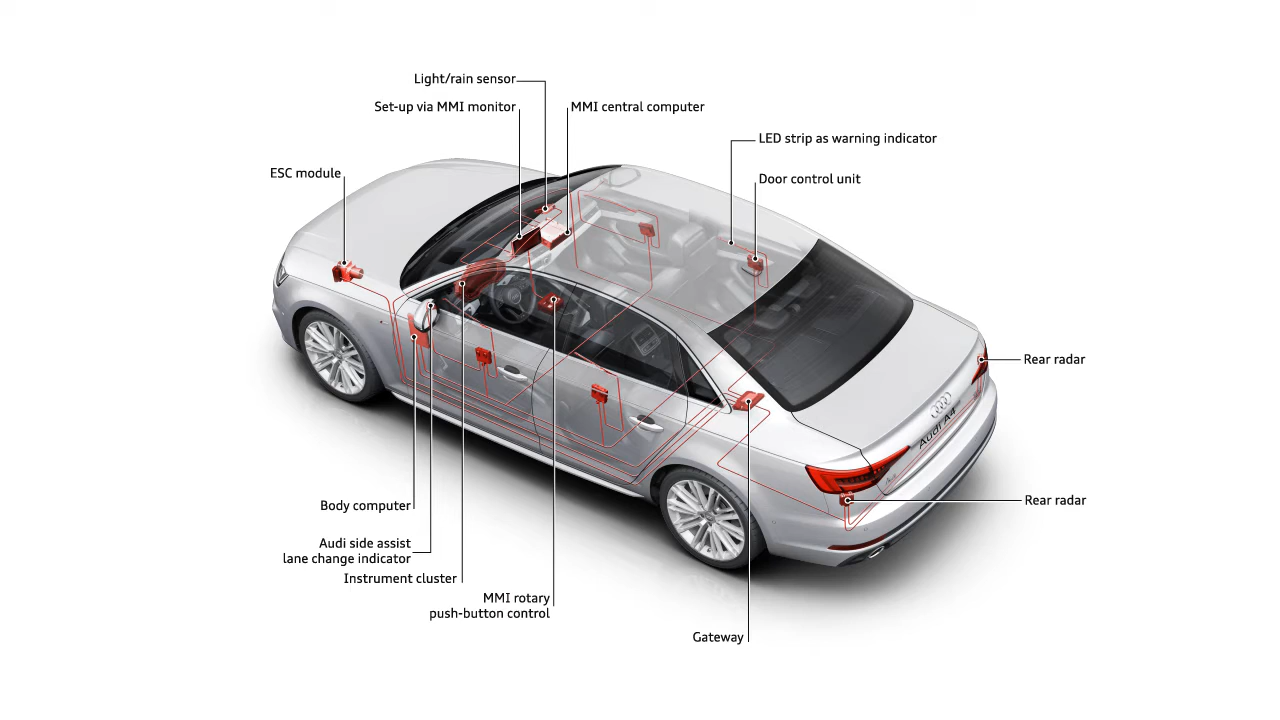 Light/rain sensor
Set-up via MMI monitor
MMI central computer
LED strip as warning indicator
ESC module
Door control unit
Rear radar
Audi A4
Rear radar
Body computer
Audi side assist
lane change indicator
Instrument cluster
MMI rotary
push-button control
Gateway